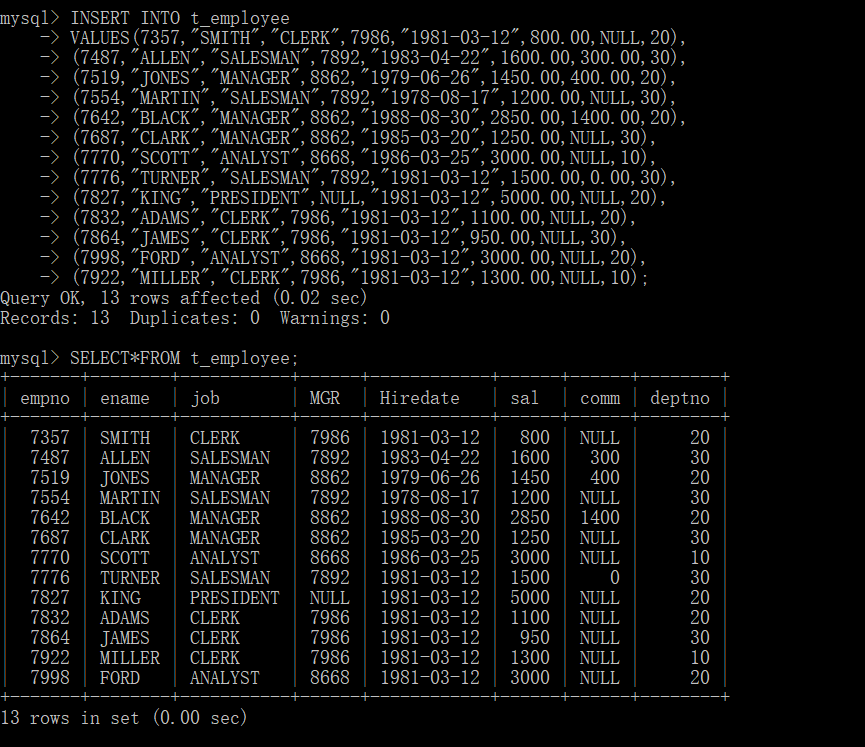 mysql> INSERT INTO t_employee
    -> VALUES(7357,"SMITH","CLERK",7986,"1981-03-12",800.00,NULL,20),
    -> (7487,"ALLEN","SALESMAN",7892,"1983-04-22",1600.00,300.00,30),
    -> (7519,"JONES","MANAGER",8862,"1979-06-26",1450.00,400.00,20),
    -> (7554,"MARTIN","SALESMAN",7892,"1978-08-17",1200.00,NULL,30),
    -> (7642,"BLACK","MANAGER",8862,"1988-08-30",2850.00,1400.00,20),
    -> (7687,"CLARK","MANAGER",8862,"1985-03-20",1250.00,NULL,30),
    -> (7770,"SCOTT","ANALYST",8668,"1986-03-25",3000.00,NULL,10),
    -> (7776,"TURNER","SALESMAN",7892,"1981-03-12",1500.00,0.00,30),
    -> (7827,"KING","PRESIDENT",NULL,"1981-03-12",5000.00,NULL,20),
    -> (7832,"ADAMS","CLERK",7986,"1981-03-12",1100.00,NULL,20),
    -> (7864,"JAMES","CLERK",7986,"1981-03-12",950.00,NULL,30),
    -> (7998,"FORD","ANALYST",8668,"1981-03-12",3000.00,NULL,20),
    -> (7922,"MILLER","CLERK",7986,"1981-03-12",1300.00,NULL,10);
Query OK, 13 rows affected (0.02 sec)
Records: 13  Duplicates: 0  Warnings: 0
mysql> SELECT*FROM t_employee;
+-------+--------+-----------+------+------------+------+------+--------+
| empno | ename  | job       | MGR  | Hiredate   | sal  | comm | deptno |
+-------+--------+-----------+------+------------+------+------+--------+
|  7357 | SMITH  | CLERK     | 7986 | 1981-03-12 |  800 | NULL |     20 |
|  7487 | ALLEN  | SALESMAN  | 7892 | 1983-04-22 | 1600 |  300 |     30 |
|  7519 | JONES  | MANAGER   | 8862 | 1979-06-26 | 1450 |  400 |     20 |
|  7554 | MARTIN | SALESMAN  | 7892 | 1978-08-17 | 1200 | NULL |     30 |
|  7642 | BLACK  | MANAGER   | 8862 | 1988-08-30 | 2850 | 1400 |     20 |
|  7687 | CLARK  | MANAGER   | 8862 | 1985-03-20 | 1250 | NULL |     30 |
|  7770 | SCOTT  | ANALYST   | 8668 | 1986-03-25 | 3000 | NULL |     10 |
|  7776 | TURNER | SALESMAN  | 7892 | 1981-03-12 | 1500 |    0 |     30 |
|  7827 | KING   | PRESIDENT | NULL | 1981-03-12 | 5000 | NULL |     20 |
|  7832 | ADAMS  | CLERK     | 7986 | 1981-03-12 | 1100 | NULL |     20 |
|  7864 | JAMES  | CLERK     | 7986 | 1981-03-12 |  950 | NULL |     30 |
|  7922 | MILLER | CLERK     | 7986 | 1981-03-12 | 1300 | NULL |     10 |
|  7998 | FORD   | ANALYST   | 8668 | 1981-03-12 | 3000 | NULL |     20 |
+-------+--------+-----------+------+------------+------+------+--------+
13 rows in set (0.00 sec)